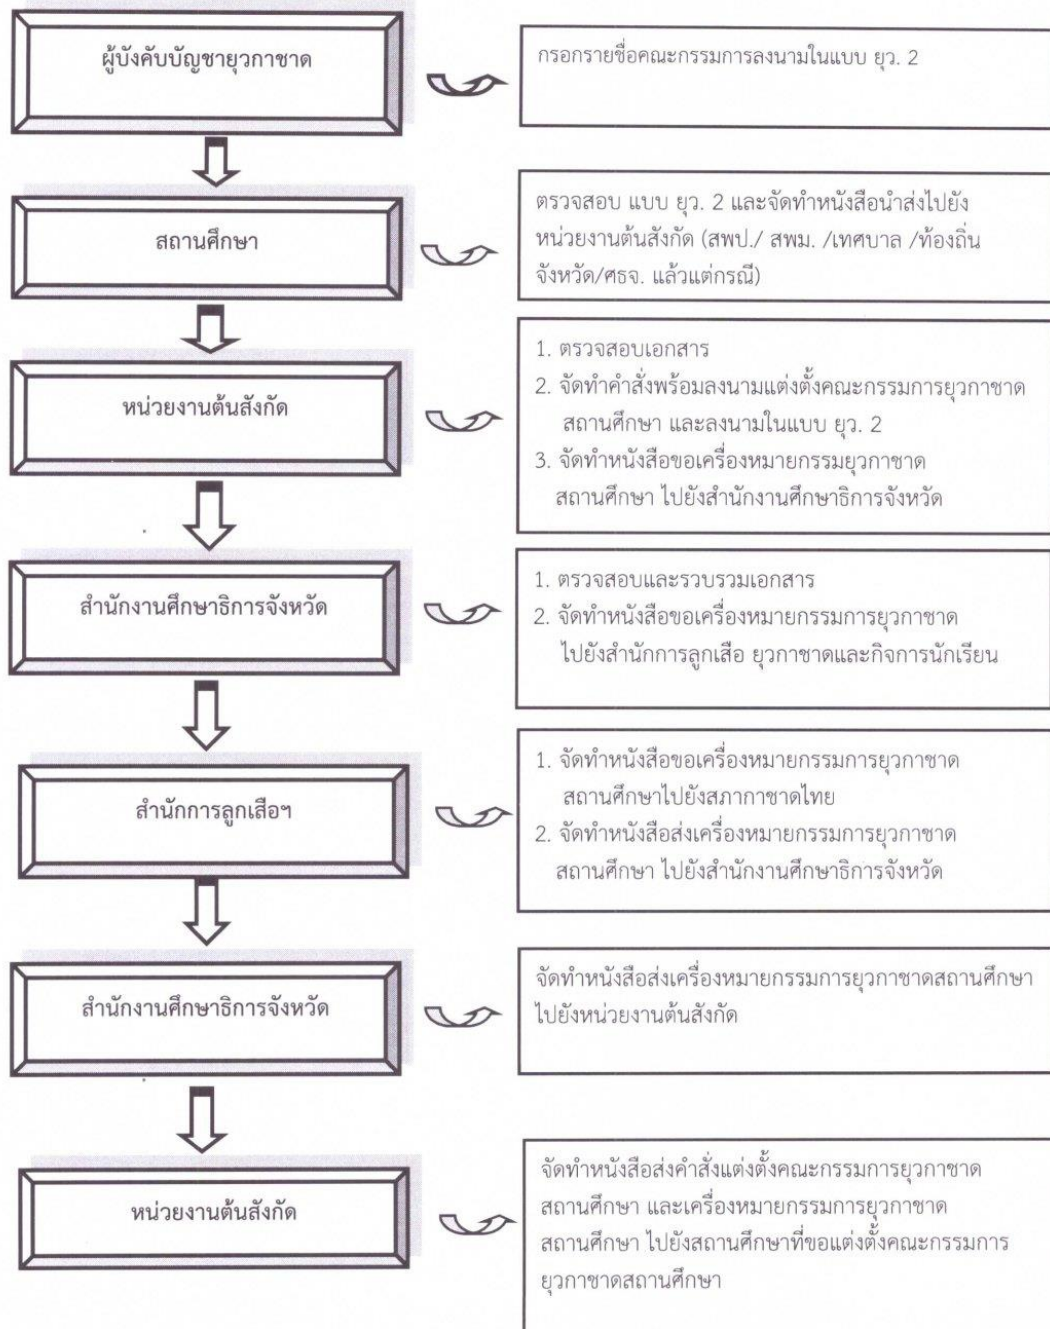 ผู้บังคับบัญชายุวกาชาด
กรอกรายชื่อคณะกรรมการลงนามในแบบ ยุว. 2
สถานศึกษา
ตรวจสอบ แบบ ยุว. 2 และจัดทำหนังสือนำส่งไปยัง
หน่วยงานต้นสังกัด (สพป./ สพม. /เทศบาล /ท้องถิ่น
จังหวัด/ศธจ. แล้วแต่กรณี)
หน่วยงานต้นสังกัด
1. ตรวจสอบเอกสาร
2. จัดทำคำสั่งพร้อมลงนามแต่งตั้งคณะกรรมการยุวกาชาด
สถานศึกษา และลงนามในแบบ ยุว. 2
3. จัดทำหนังสือขอเครื่องหมายกรรมยุวกาชาด
สถานศึกษา ไปยังสำนักงานศึกษาธิการจังหวัด
สำนักงานศึกษาธิการจังหวัด
1. ตรวจสอบและรวบรวมเอกสาร
2. จัดทำหนังสือขอเครื่องหมายกรรมการยุวกาชาด
ไปยังสำนักการลูกเสือ ยุวกาชาดและกิจการนักเรียน
สำนักการลูกเสือฯ
1. จัดทำหนังสือขอเครื่องหมายกรรมการยุวกาชาด
สถานศึกษาไปยังสภากาชาดไทย
2. จัดทำหนังสือส่งเครื่องหมายกรรมการยุวกาชาด
สถานศึกษา ไปยังสำนักงานศึกษาธิการจังหวัด
สำนักงานศึกษาธิการจังหวัด
จัดทำหนังสือส่งเครื่องหมายกรรมการยุวกาชาดสถานศึกษา
ไปยังหน่วยงานต้นสังกัด
หน่วยงานต้นสังกัด
จัดทำหนังสือส่งคำสั่งแต่งตั้งคณะกรรมการยุวกาชาด
สถานศึกษา และเครื่องหมายกรรมการยุวกาชาด
สถานศึกษา ไปยังสถานศึกษาที่ขอแต่งตั้งคณะกรรมการ
ยุวกาชาดสถานศึกษา